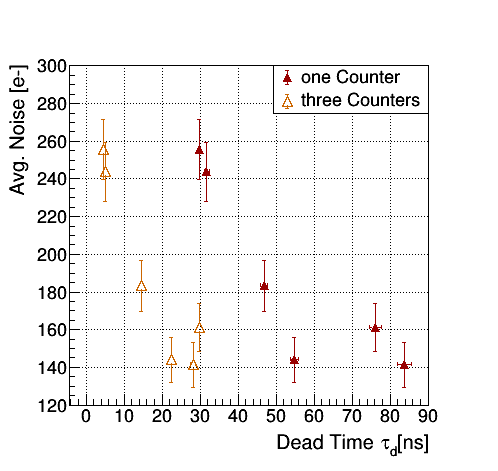 Avg. Noise [e-]
300
280
260
240
220
200
180
160
140
120
one Counter
three Counters
0 10 20 30 40 50 60 70 80 90
Dead Time τd[ns]